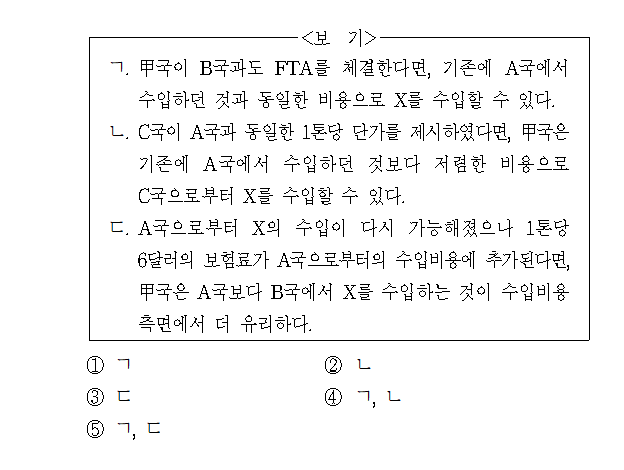 <보 기>
ㄱ. 甲국이 B국과도 FTA를 체결한다면, 기존에 A국에서
수입하던 것과 동일한 비용으로 X를 수입할 수 있다.
ㄴ. C국이 A국과 동일한 1톤당 단가를 제시하였다면, 甲국은
기존에 A국에서 수입하던 것보다 저렴한 비용으로
C국으로부터 X를 수입할 수 있다.
ㄷ. A국으로부터 X의 수입이 다시 가능해졌으나 1톤당
6달러의 보험료가 A국으로부터의 수입비용에 추가된다면,
甲국은 A국보다 B국에서 X를 수입하는 것이 수입비용
측면에서 더 유리하다.
① ㄱ ② ㄴ
③ ㄷ ④ ㄱ, ㄴ
⑤ ㄱ, ㄷ